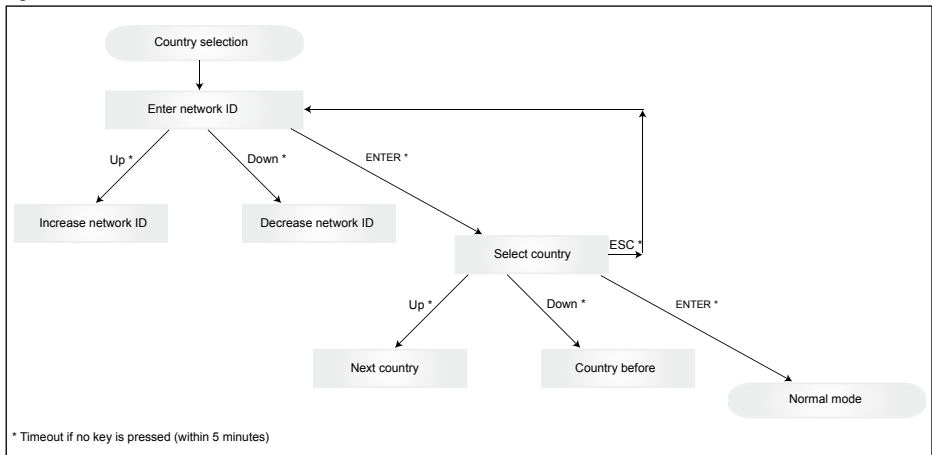 Country selection
Enter network ID
Up *
Down *
ENTER *
Increase network ID
Decrease network ID
Select country
ESC *
Up *
Down *
ENTER *
Next country
Country before
Normal mode
* Timeout if no key is pressed (within 5 minutes)